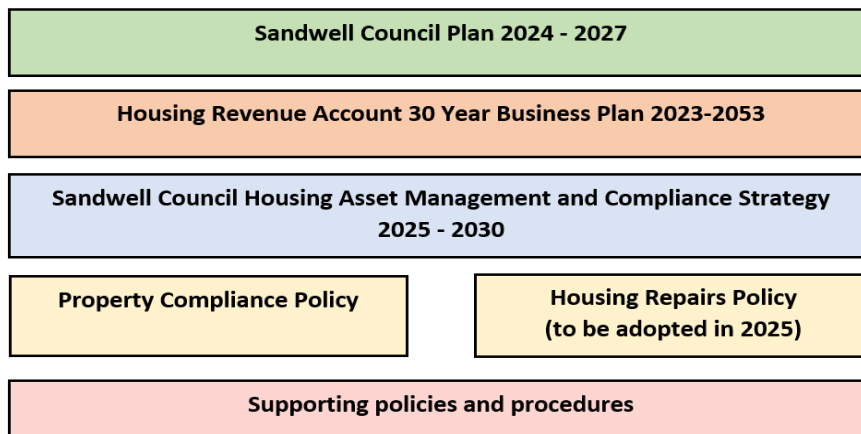 Sandwell Council Plan 2024 - 2027
Housing Revenue Account 30 Year Business Plan 2023-2053
Sandwell Council Housing Asset Management and Compliance Strategy
2025 - 2030
Property Compliance Policy
Housing Repairs Policy
(to be adopted in 2025)
Supporting policies and procedures